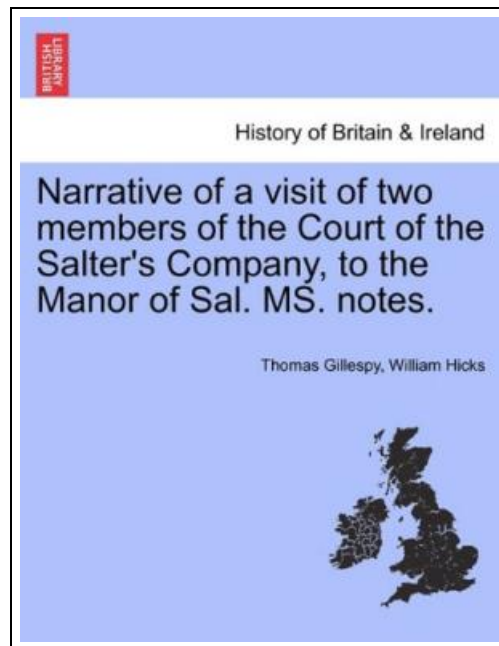 BRITISH
LIBRARY
History of Britain & Ireland
Narrative of a visit of two
members of the Court of the
Salter's Company, to the
Manor of Sal. MS. notes.
Thomas Gillespy, William Hicks